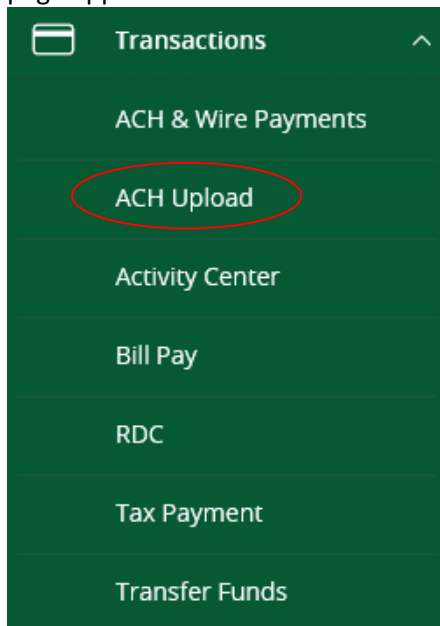 Transactions
ACH & Wire Payments
ACH Upload
Activity Center
Bill Pay
RDC
Tax Payment
Transfer Funds